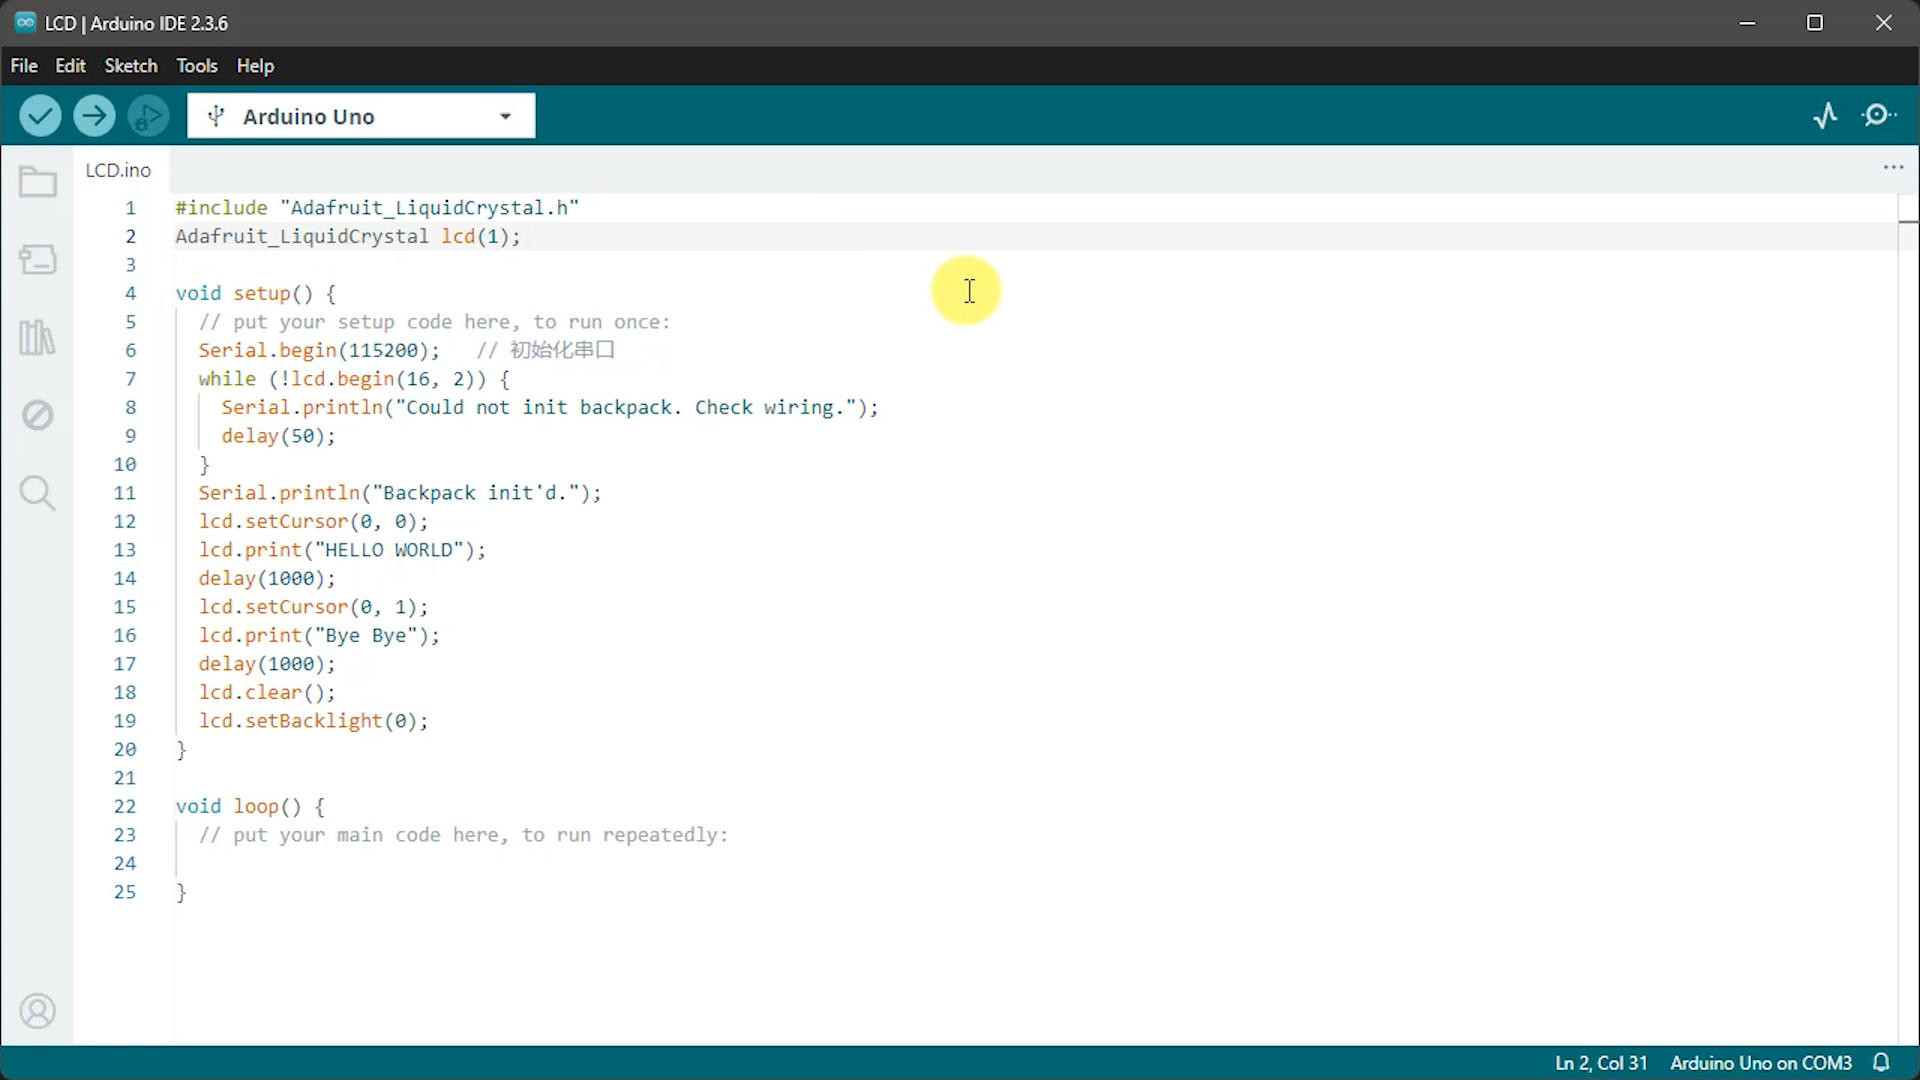 LCD | Arduino IDE 2.3.6
File Edit Sketch Tools Help
Arduino Uno
LCD.ino
1 #include "Adafruit_LiquidCrystal.h"
2 Adafruit_LiquidCrystal lcd(1);
3
4 void setup() {
5 // put your setup code here, to run once:
6 Serial.begin(115200); // 初始化串口
7 while (!lcd.begin(16, 2)) {
8 Serial.println("Could not init backpack. Check wiring.");
9 delay(50);
10 }
11 Serial.println("Backpack init'd.");
12 lcd.setCursor(0, 0);
13 lcd.print("HELLO WORLD");
14 delay(1000);
15 lcd.setCursor(0, 1);
16 lcd.print("Bye Bye");
17 delay(1000);
18 lcd.clear();
19 lcd.setBacklight(0);
20 }
21
22 void loop() {
23 // put your main code here, to run repeatedly:
24
25 }
Ln 2, Col 31 Arduino Uno on COM3